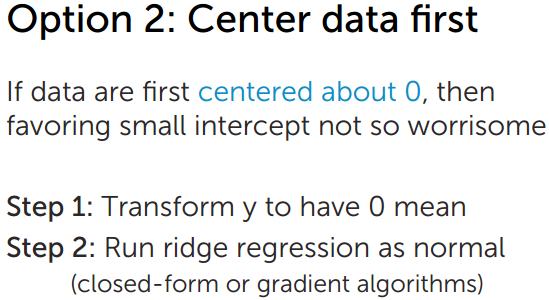 Option 2: Center data first
If data are first centered about 0, then
favoring small intercept not so worrisome
Step 1: Transform y to have 0 mean
Step 2: Run ridge regression as normal
(closed-form or gradient algorithms)